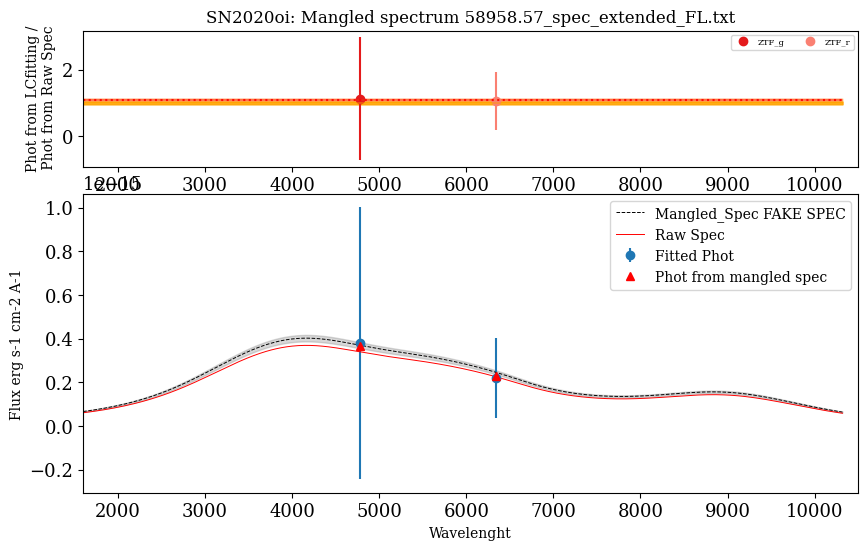 SN2020oi: Mangled spectrum 58958.57_spec_extended_FL.txt
Phot from LCfitting /
Phot from Raw Spec
2
0
ZTF_g
ZTF_r
2000 3000 4000 5000 6000 7000 8000 9000 10000
1e−15
1.0
0.8
0.6
0.4
0.2
0.0
−0.2
Flux erg s-1 cm-2 A-1
Mangled_Spec FAKE SPEC
Raw Spec
Fitted Phot
Phot from mangled spec
2000 3000 4000 5000 6000 7000 8000 9000 10000
Wavelenght